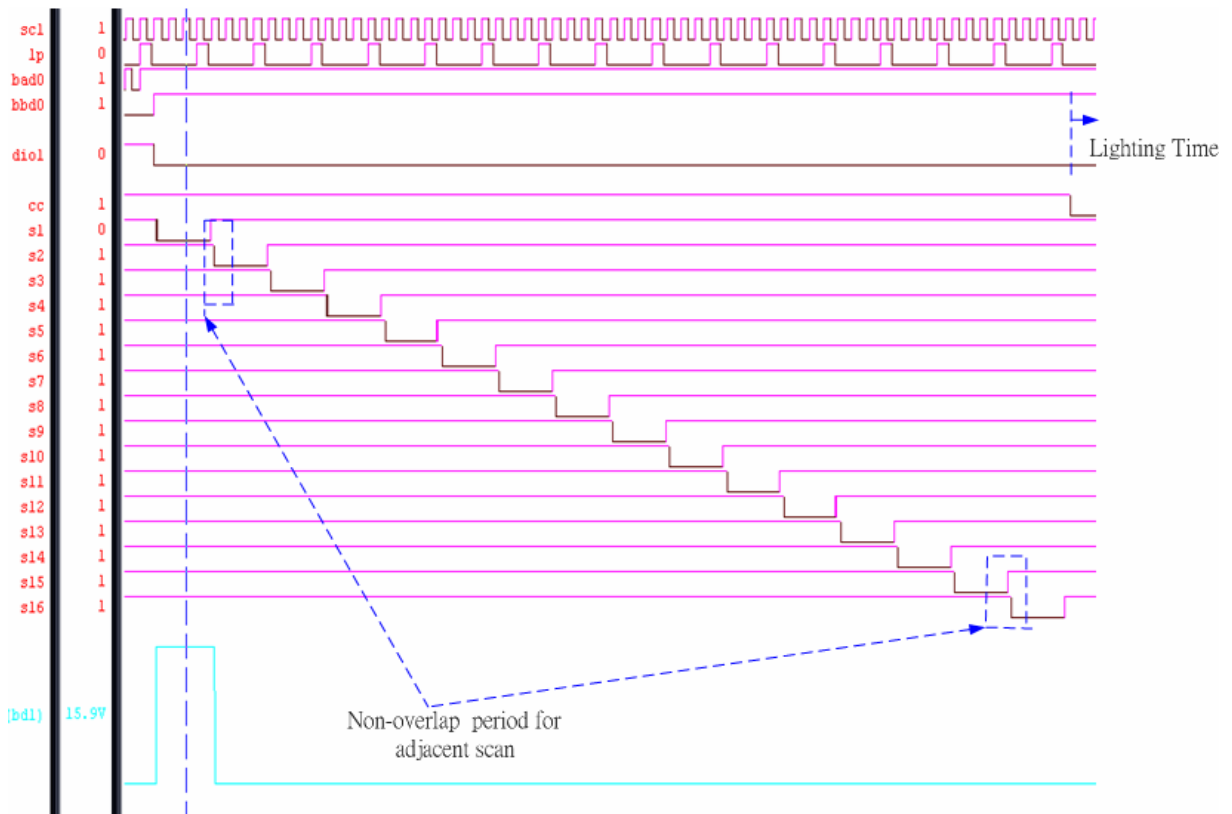 scl 1
lp 0
bad0 1
bbd0 1
dio1 0
Lighting Time
cc 1
s1 0
s2 1
s3 1
s4 1
s5 1
s6 1
s7 1
s8 1
s9 1
s10 1
s11 1
s12 1
s13 1
s14 1
s15 1
s16 1
(bd1) 15.9V
Non-overlap period for
adjacent scan